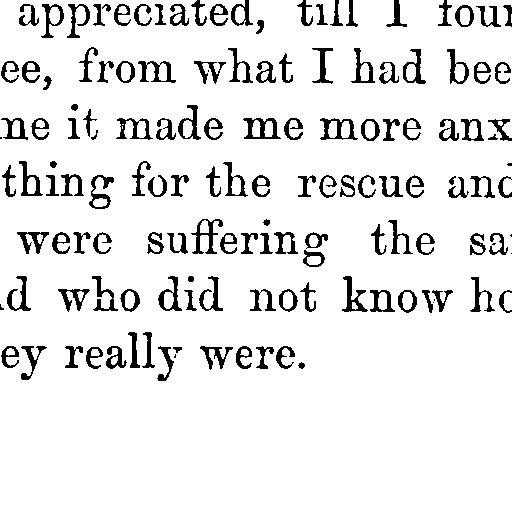 appreciated, till I four
ee, from what I had bee
ne it made me more anx
thing for the rescue and
were suffering the sa
d who did not know ho
ey really were.